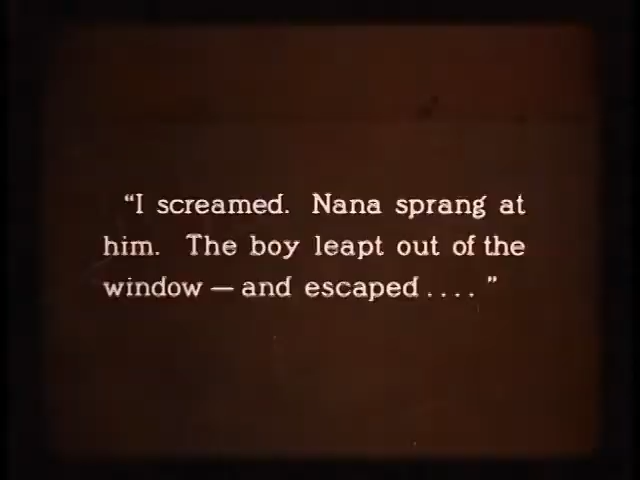 “I screamed. Nana sprang at
him. The boy leapt out of the
window — and escaped . . . . ”